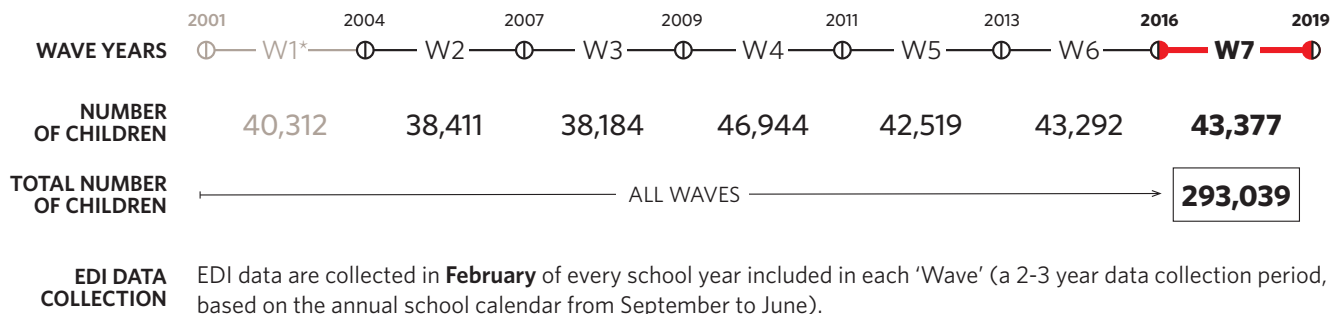 2001 2004 2007 2009 2011 2013 2016 2019
WAVE YEARS W1* W2 W3 W4 W5 W6 W7
NUMBER
OF CHILDREN 40,312 38,411 38,184 46,944 42,519 43,292 43,377
TOTAL NUMBER
OF CHILDREN ALL WAVES 293,039
EDI DATA
COLLECTION
EDI data are collected in February of every school year included in each ‘Wave’ (a 2-3 year data collection period,
based on the annual school calendar from September to June).